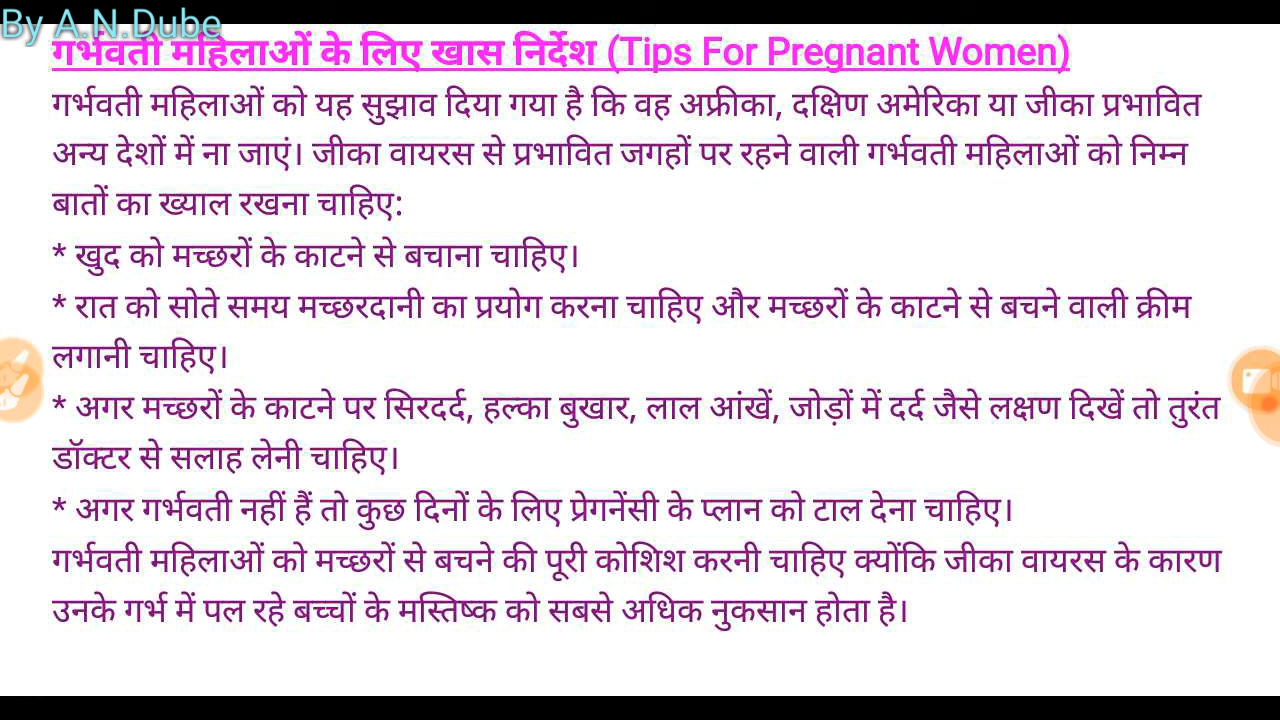 By A.N.Dube
गर्भवती महिलाओं के लिए खास निर्देश (Tips For Pregnant Women)
गर्भवती महिलाओं को यह सुझाव दिया गया है कि वह अफ्रीका, दक्षिण अमेरिका या जीका प्रभावित
अन्य देशों में ना जाएं। जीका वायरस से प्रभावित जगहों पर रहने वाली गर्भवती महिलाओं को निम्न
बातों का ख्याल रखना चाहिए:
* खुद को मच्छरों के काटने से बचाना चाहिए।
* रात को सोते समय मच्छरदानी का प्रयोग करना चाहिए और मच्छरों के काटने से बचने वाली क्रीम
लगानी चाहिए।
* अगर मच्छरों के काटने पर सिरदर्द, हल्का बुखार, लाल आंखें, जोड़ों में दर्द जैसे लक्षण दिखें तो तुरंत
डॉक्टर से सलाह लेनी चाहिए।
* अगर गर्भवती नहीं हैं तो कुछ दिनों के लिए प्रेगनेंसी के प्लान को टाल देना चाहिए।
गर्भवती महिलाओं को मच्छरों से बचने की पूरी कोशिश करनी चाहिए क्योंकि जीका वायरस के कारण
उनके गर्भ में पल रहे बच्चों के मस्तिष्क को सबसे अधिक नुकसान होता है।